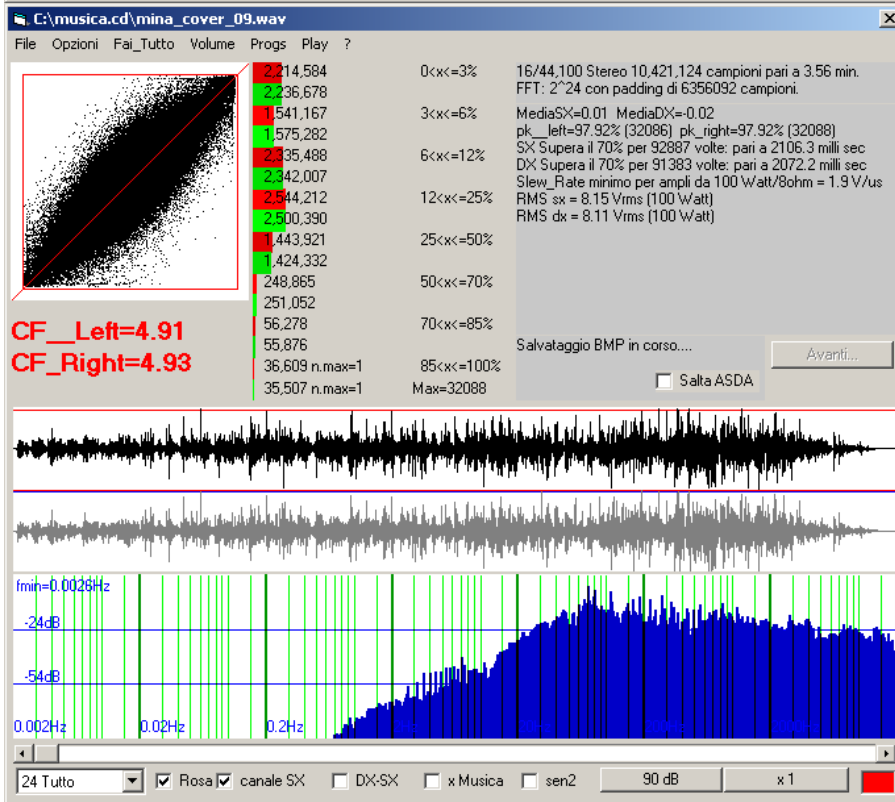 C:\musica.cd\mina_cover_09.wav
File Opzioni Fai_Tutto Volume Progs Play ?
2,214,584 0<x<=3%
2,236,678
1,541,167 3<x<=6%
1,575,282
2,335,488 6<x<=12%
2,342,007
2,544,212 12<x<=25%
2,500,390
1,443,921 25<x<=50%
1,424,332
248,865 50<x<=70%
251,052
56,278 70<x<=85%
55,876
36,609 n.max=1 85<x<=100%
35,507 n.max=1 Max=32088
CF__Left=4.91
CF_Right=4.93
16/44,100 Stereo 10,421,124 campioni pari a 3.56 min.
FFT: 2^24 con padding di 6356092 campioni.
MediaSX=0.01 MediaDX=-0.02
pk__left=97.92% (32086) pk_right=97.92% (32088)
SX Supera il 70% per 92887 volte: pari a 2106.3 milli sec
DX Supera il 70% per 91383 volte: pari a 2072.2 milli sec
Slew_Rate minimo per ampli da 100 Watt/8ohm = 1.9 V/us
RMS sx = 8.15 Vrms (100 Watt)
RMS dx = 8.11 Vrms (100 Watt)
Salvataggio BMP in corso....
Avanti...
Salta ASDA
fmin=0.0026Hz
-24dB
-54dB
0.002Hz 0.02Hz 0.2Hz
24 Tutto Rosa canale SX DX-SX x Musica sen2 90 dB x 1